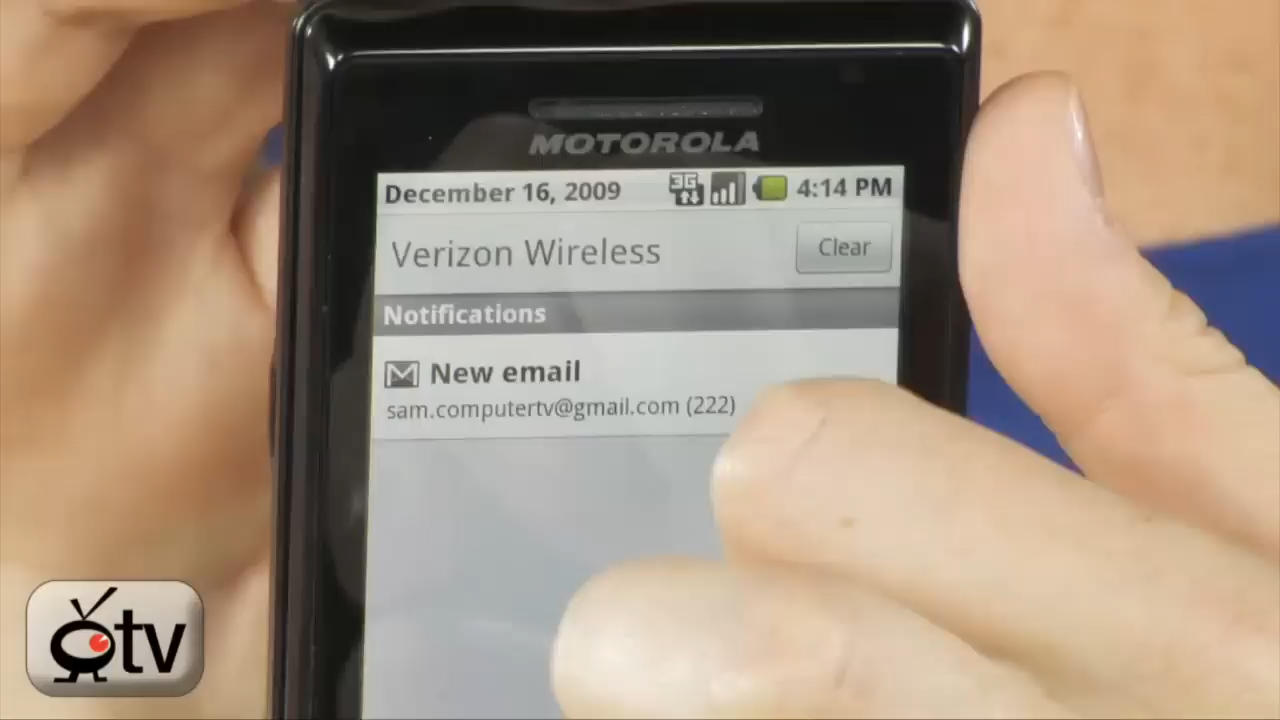 MOTOROLA
December 16, 2009 3G 4:14 PM
Verizon Wireless Clear
Notifications
New email
sam.computertv@gmail.com (222)
tv